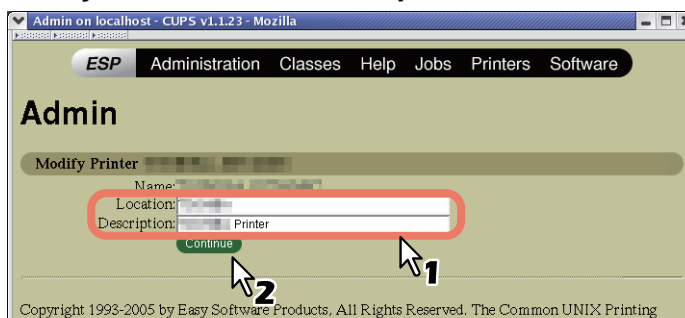 Admin on localhost - CUPS v1.1.23 - Mozilla
ESP Administration Classes Help Jobs Printers Software
Admin
Modify Printer
Name:
Location:
Description: Printer
Continue
1
2
Copyright 1993-2005 by Easy Software Products, All Rights Reserved. The Common UNIX Printing